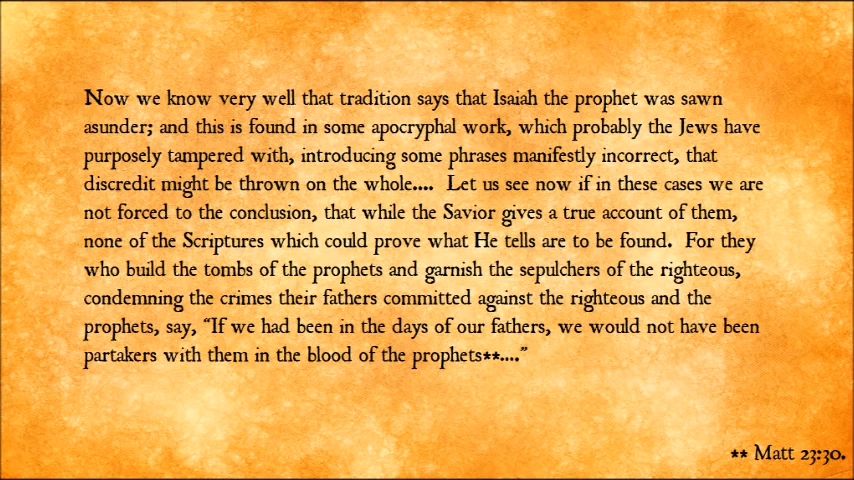 Now we know very well that tradition says that Isaiah the prophet was sawn
asunder; and this is found in some apocryphal work, which probably the Jews have
purposely tampered with, introducing some phrases manifestly incorrect, that
discredit might be thrown on the whole....  Let us see now if in these cases we are
not forced to the conclusion, that while the Savior gives a true account of them,
none of the Scriptures which could prove what He tells are to be found.  For they
who build the tombs of the prophets and garnish the sepulchers of the righteous,
condemning the crimes their fathers committed against the righteous and the
prophets, say, “If we had been in the days of our fathers, we would not have been
partakers with them in the blood of the prophets**....”
** Matt 23:30.